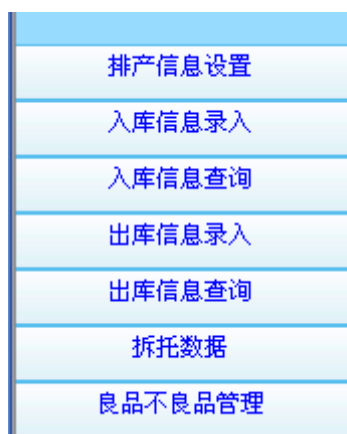 排产信息设置
入库信息录入
入库信息查询
出库信息录入
出库信息查询
拆托数据
良品不良品管理